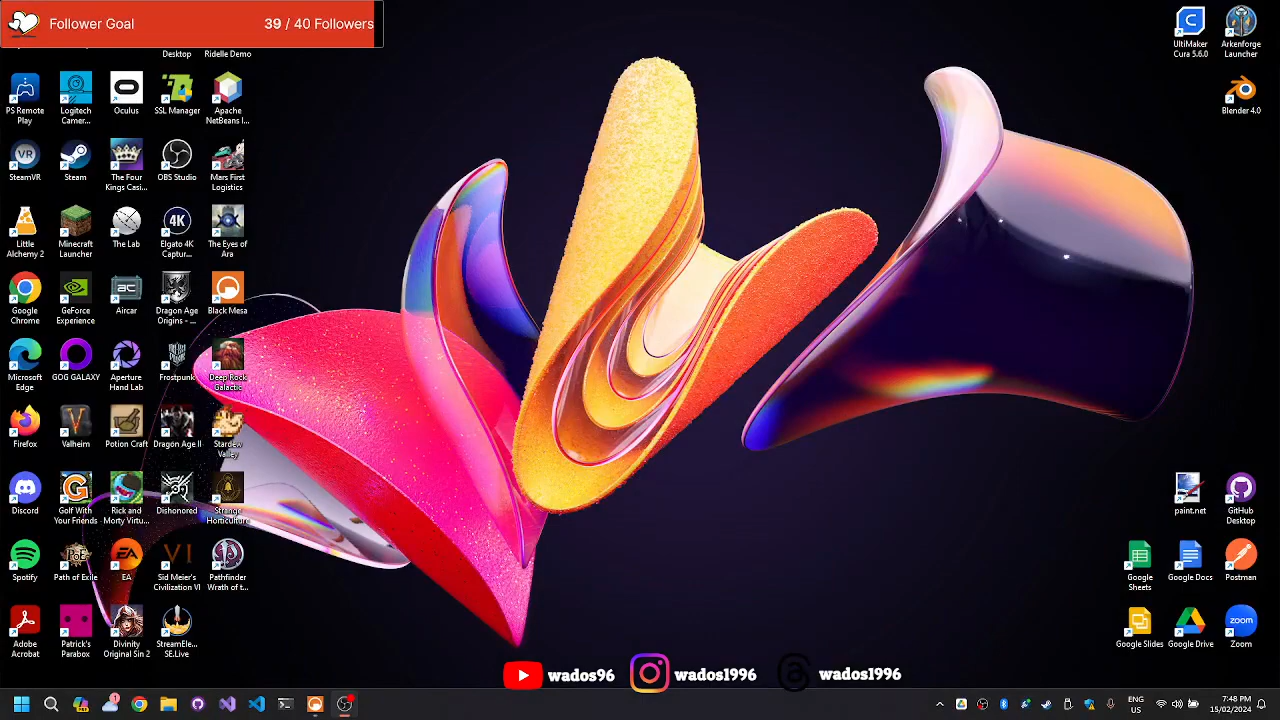 Follower Goal 39 / 40 Followers
Desktop
Ridelle Demo
UltiMaker
Cura 5.6.0
Arkenforge
Launcher
PS Remote
Play
Logitech
Camer...
Oculus
SSL Manager
Apache
NetBeans I...
Blender 4.0
SteamVR
Steam
The Four
Kings Casi...
OBS Studio
Mars First
Logistics
Little
Alchemy 2
Minecraft
Launcher
The Lab
Elgato 4K
Captur...
The Eyes of
Ara
Google
Chrome
GeForce
Experience
Aircar
Dragon Age
Origins - ...
Black Mesa
Microsoft
Edge
GOG GALAXY
Aperture
Hand Lab
Frostpunk
Deep Rock
Galactic
Firefox
Valheim
Potion Craft
Dragon Age II
Stardew
Valley
Discord
Golf With
Your Friends
Rick and
Morty Virtu...
Dishonored
Strange
Horticulture
paint.net
GitHub
Desktop
Spotify
Path of Exile
EA
Sid Meier's
Civilization VI
Pathfinder
Wrath of t...
Google
Sheets
Google Docs
Postman
Adobe
Acrobat
Patrick's
Parabox
Divinity
Original Sin 2
StreamEle...
SE.Live
Google Slides
Google Drive
Zoom
wados96 wados1996 wados1996
ENG
UK
7:48 PM
15/02/2024